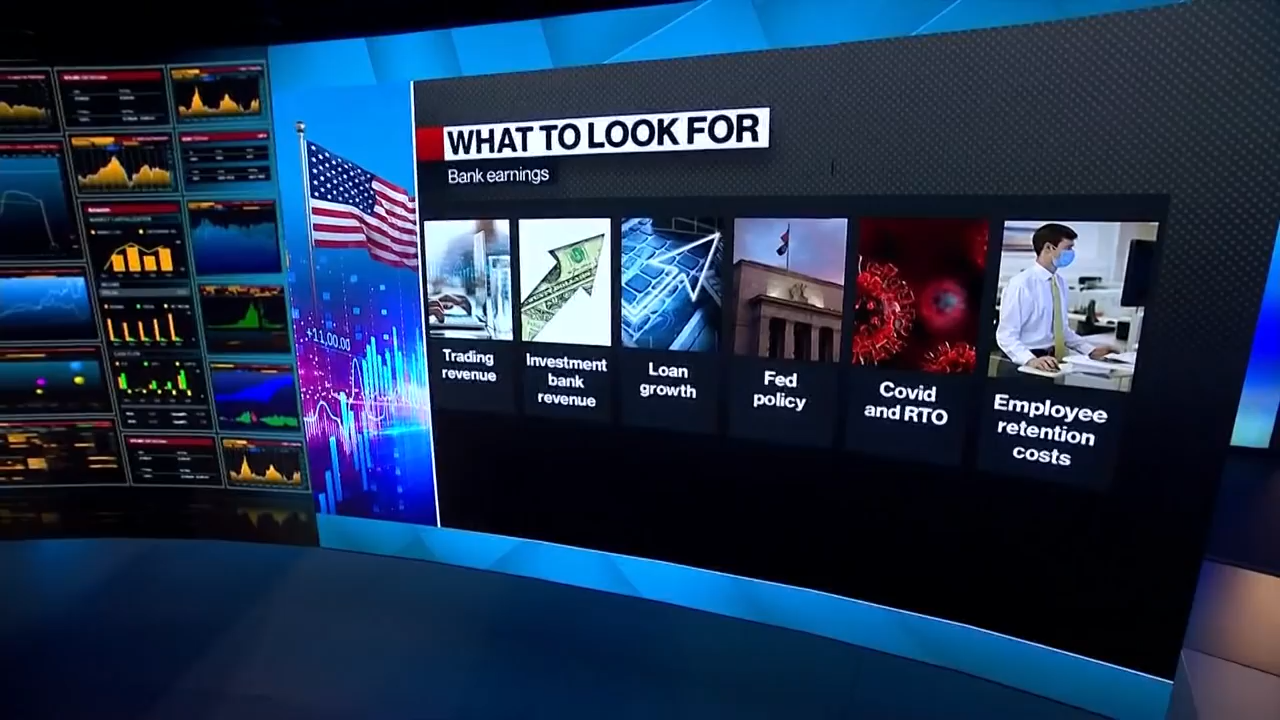 WHAT TO LOOK FOR
Bank earnings
+11,00.00
Trading
revenue
Investment
bank
revenue
Loan
growth
Fed
policy
Covid
and RTO
Employee
retention
costs